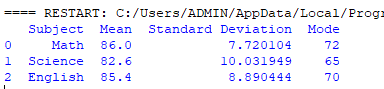 ==== RESTART: C:/Users/ADMIN/AppData/Local/Progr
Subject Mean Standard Deviation Mode
0 Math 86.0 7.720104 72
1 Science 82.6 10.031949 65
2 English 85.4 8.890444 70